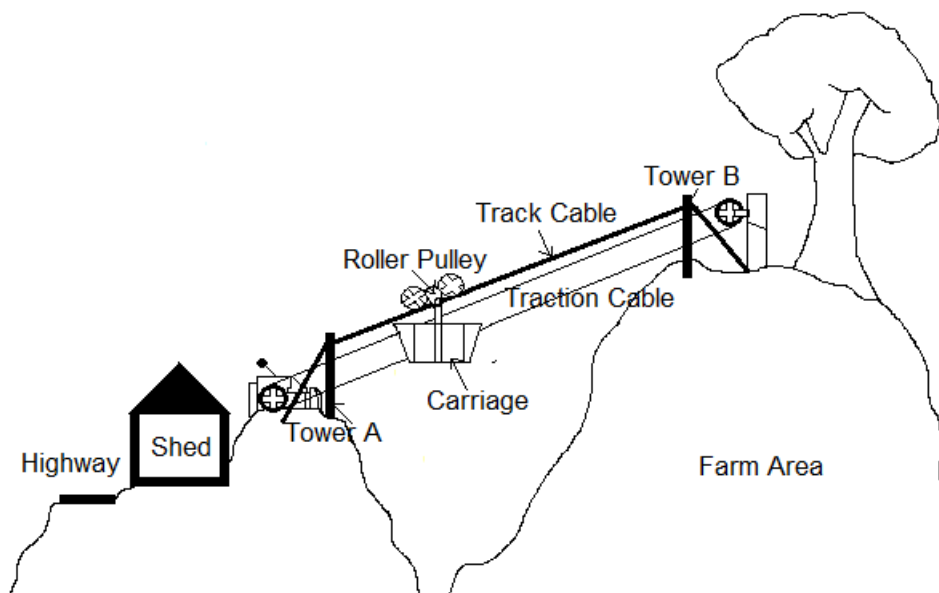 Tower B
Track Cable
Roller Pulley
Traction Cable
Carriage
Tower A
Shed
Highway
Farm Area